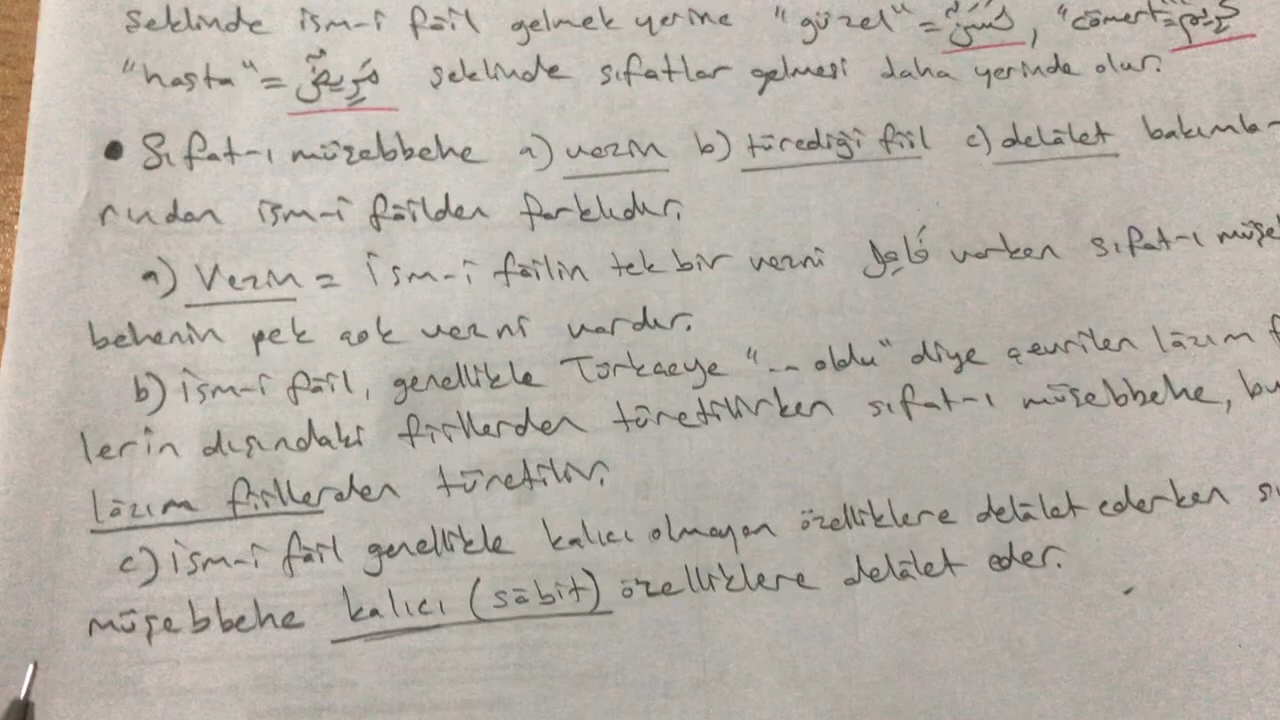 şeklinde ism-i fâil gelmek yerine "güzel" = حَسَنٌ, "cömert" = كَرِيمٌ
"hasta" = مَرِيضٌ şeklinde sıfatlar gelmesi daha yerinde olur.
• Sıfat-ı müşebbehe a) vezin b) türediği fiil c) delâlet bakımla-
rından ism-i fâilden farklıdır.
a) Vezin = İsm-i fâilin tek bir vezni فَاعِل varken sıfat-ı müşe
behenin pek çok vezni vardır.
b) İsm-i fâil, genellikle Türkçeye "... oldu" diye çevrilen lâzım f
lerin dışındaki fiillerden türetilirken sıfat-ı müşebbehe, bu
lâzım fiillerden türetilir.
c) İsm-i fâil genellikle kalıcı olmayan özelliklere delâlet ederken sı
müşebbehe kalıcı (sâbit) özelliklere delâlet eder.